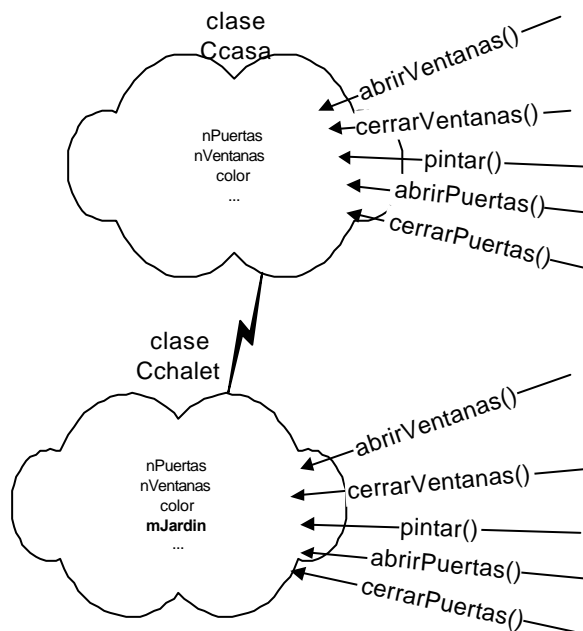 clase
Ccasa
abrirVentanas()
cerrarVentanas()
pintar()
abrirPuertas()
cerrarPuertas()
nPuertas
nVentanas
color
...
clase
Cchalet
abrirVentanas()
cerrarVentanas()
pintar()
abrirPuertas()
cerrarPuertas()
nPuertas
nVentanas
color
mJardin
...